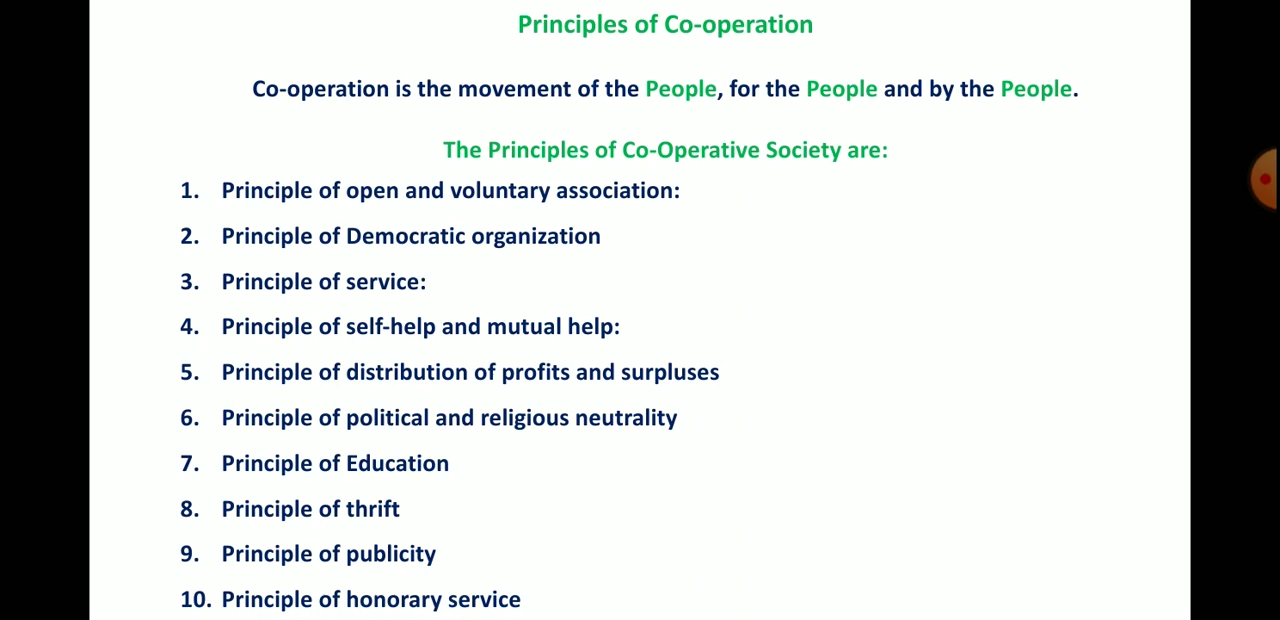 Principles of Co-operation
Co-operation is the movement of the People, for the People and by the People.
The Principles of Co-Operative Society are:
1. Principle of open and voluntary association:
2. Principle of Democratic organization
3. Principle of service:
4. Principle of self-help and mutual help:
5. Principle of distribution of profits and surpluses
6. Principle of political and religious neutrality
7. Principle of Education
8. Principle of thrift
9. Principle of publicity
10. Principle of honorary service